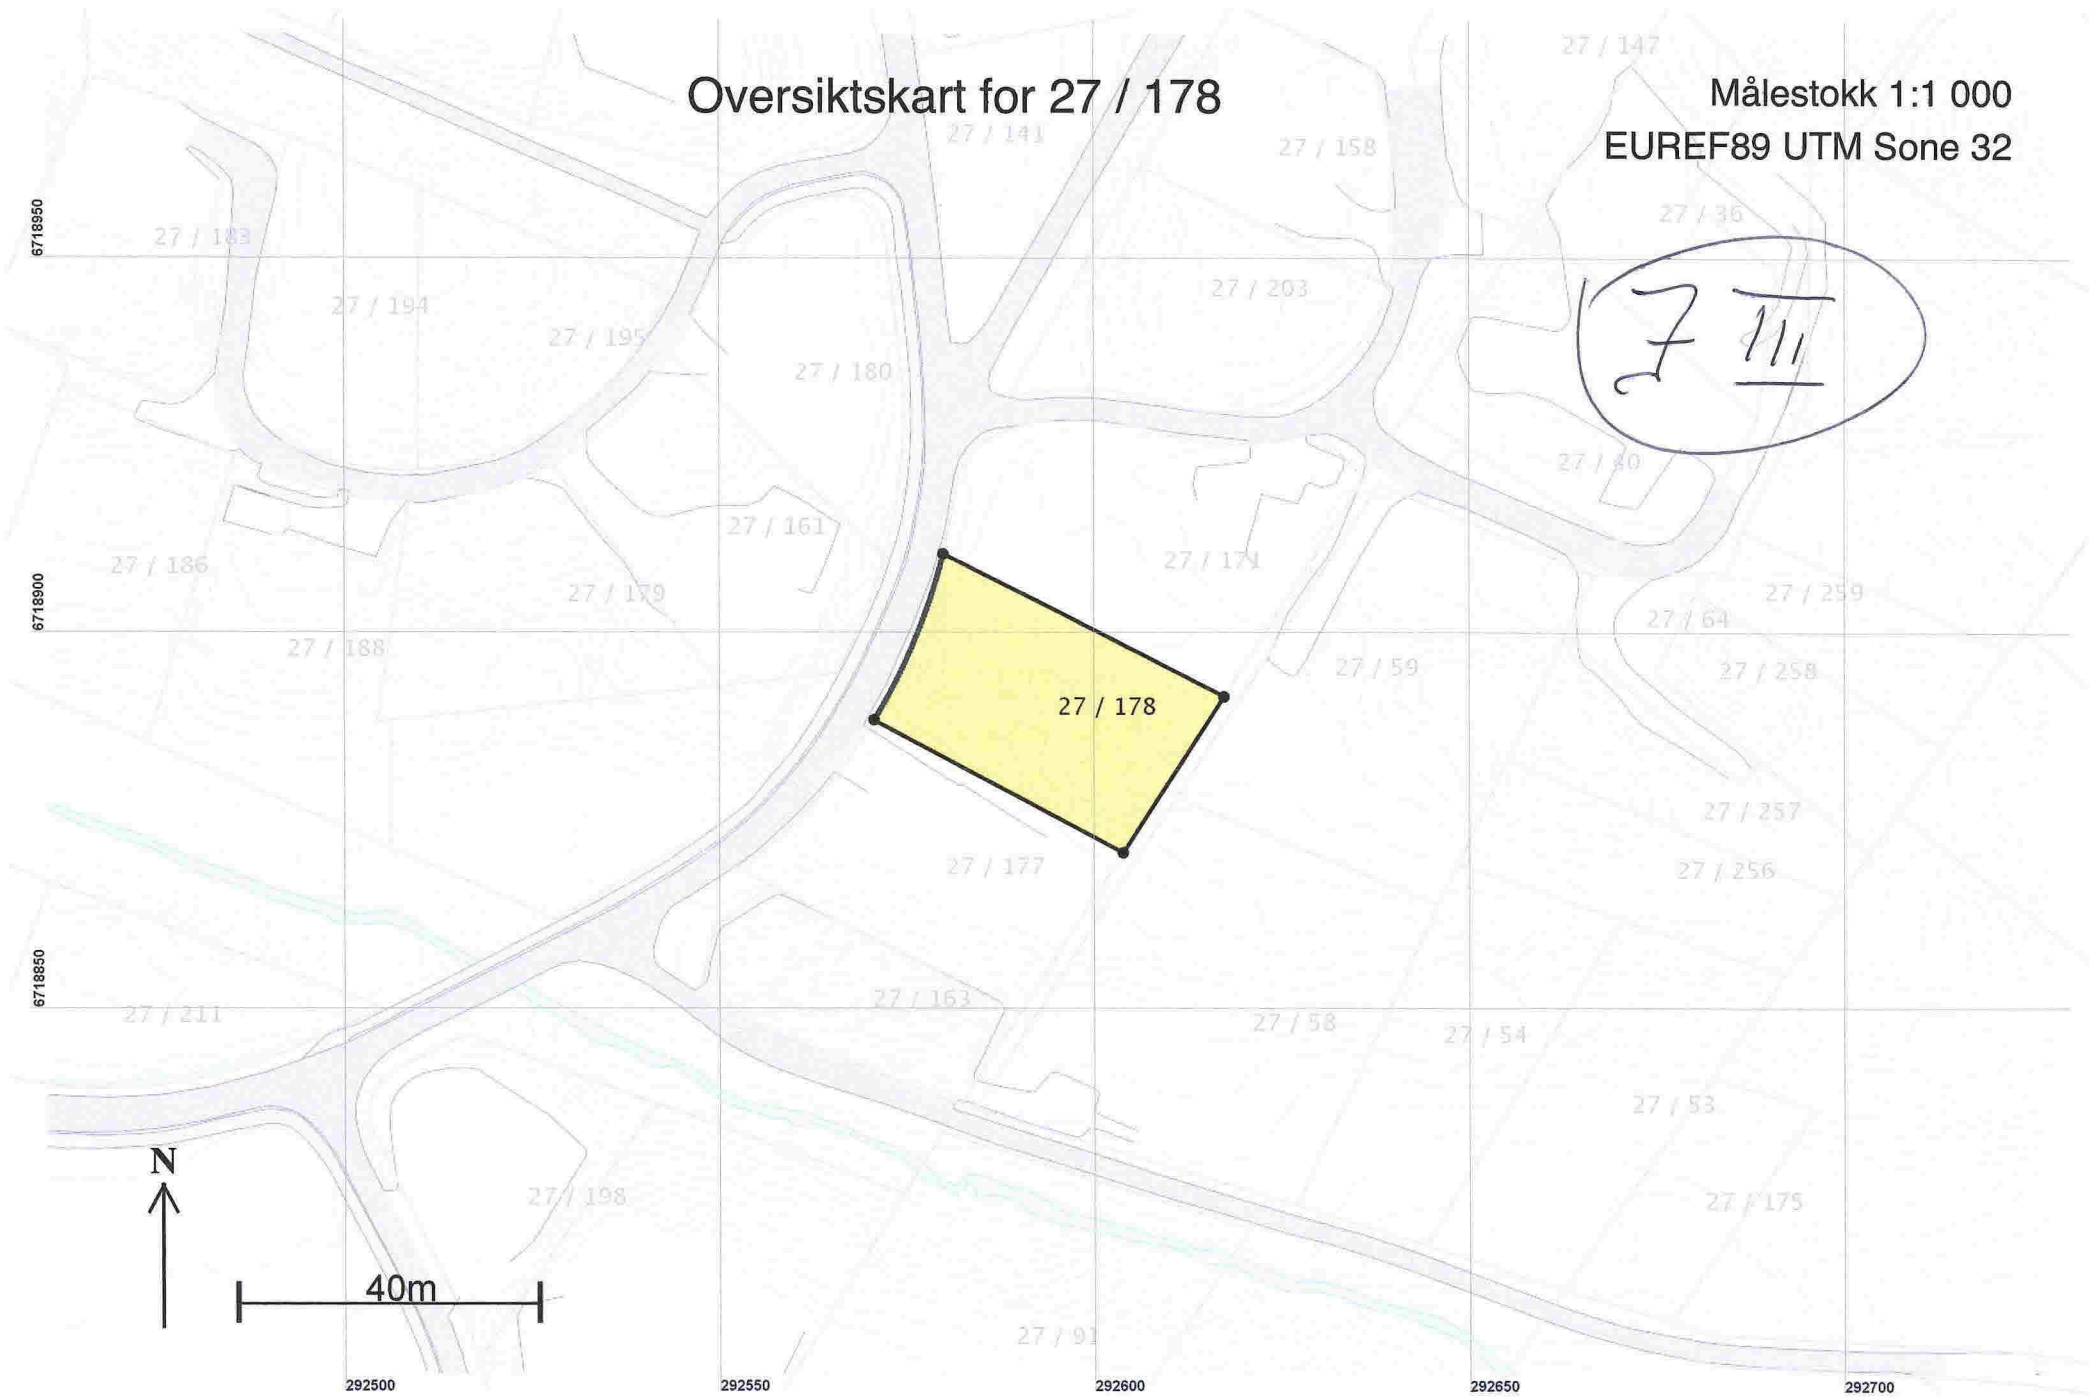 27 / 147
Oversiktskart for 27 / 178
Målestokk 1:1 000
EUREF89 UTM Sone 32
27 / 141
27 / 158
27 / 36
6718950
27 / 183
27 / 194
27 / 203
7 III
27 / 195
27 / 180
27 / 40
27 / 161
27 / 171
27 / 186
27 / 179
27 / 259
6718900
27 / 64
27 / 188
27 / 59
27 / 258
27 / 178
27 / 257
27 / 177
27 / 256
6718850
27 / 163
27 / 211
27 / 58
27 / 54
27 / 53
N
27 / 198
27 / 175
40m
27 / 91
292500
292550
292600
292650
292700